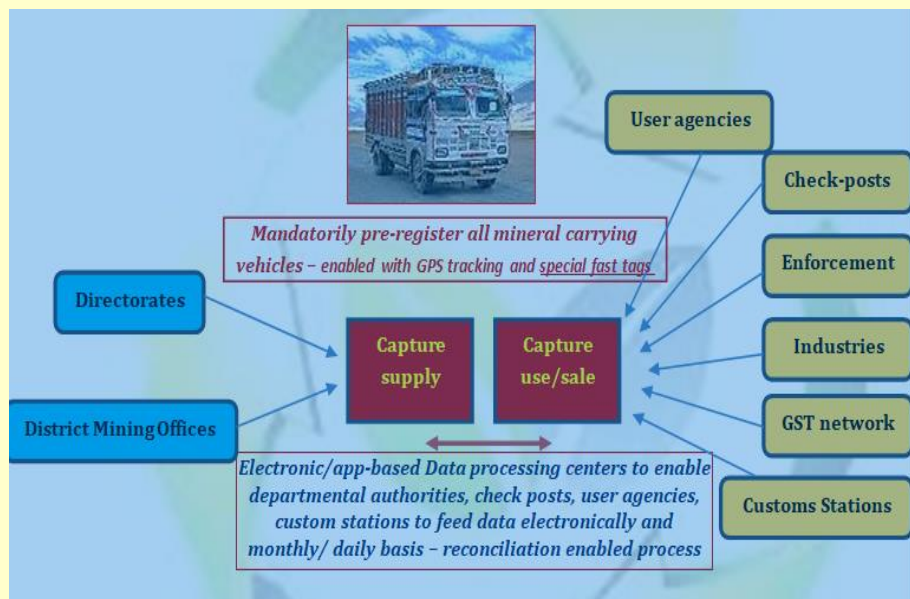 User agencies
Check-posts
Mandatorily pre-register all mineral carrying
vehicles – enabled with GPS tracking and special fast tags
Enforcement
Directorates
Capture
supply
Capture
use/sale
Industries
District Mining Offices
GST network
Electronic/app-based Data processing centers to enable
departmental authorities, check posts, user agencies,
custom stations to feed data electronically and
monthly/ daily basis – reconciliation enabled process
Customs Stations